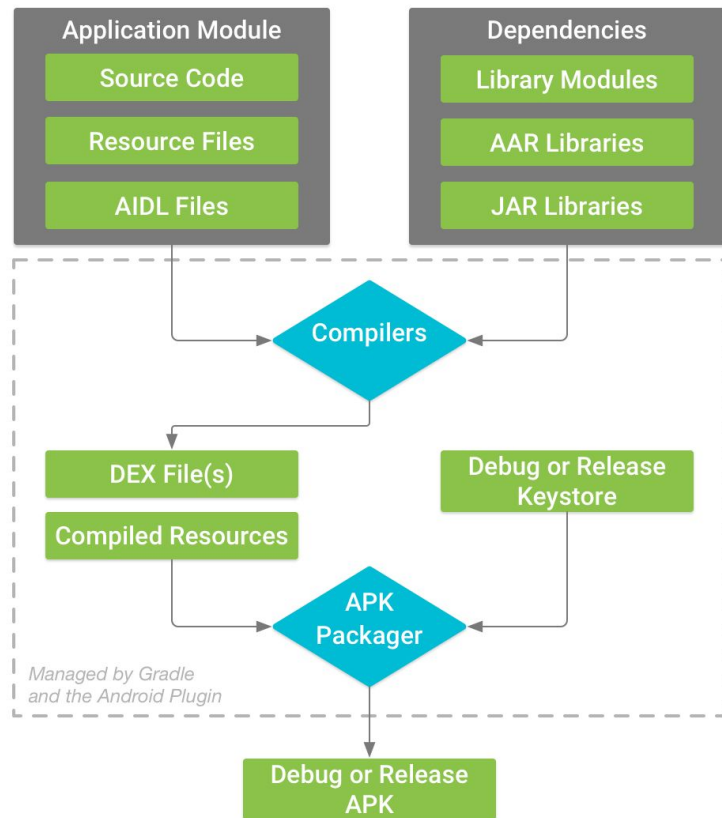 Application Module
Source Code
Resource Files
AIDL Files
Dependencies
Library Modules
AAR Libraries
JAR Libraries
Compilers
DEX File(s)
Compiled Resources
Debug or Release
Keystore
APK
Packager
Managed by Gradle
and the Android Plugin
Debug or Release
APK